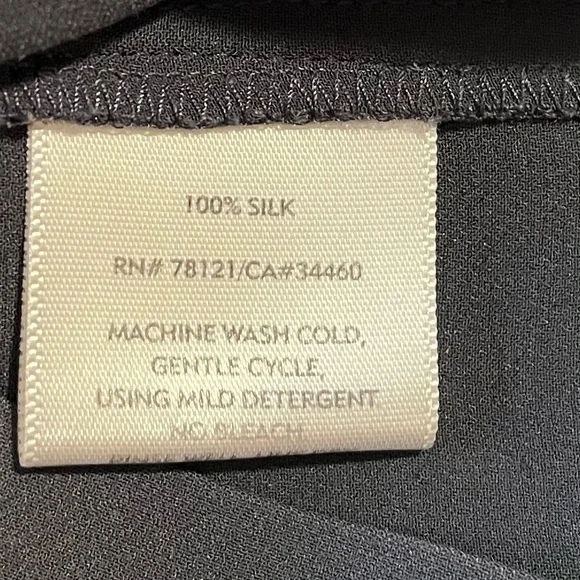 100% SILK
RN# 78121/CA#34460
MACHINE WASH COLD,
GENTLE CYCLE,
USING MILD DETERGENT.
NO BLEACH